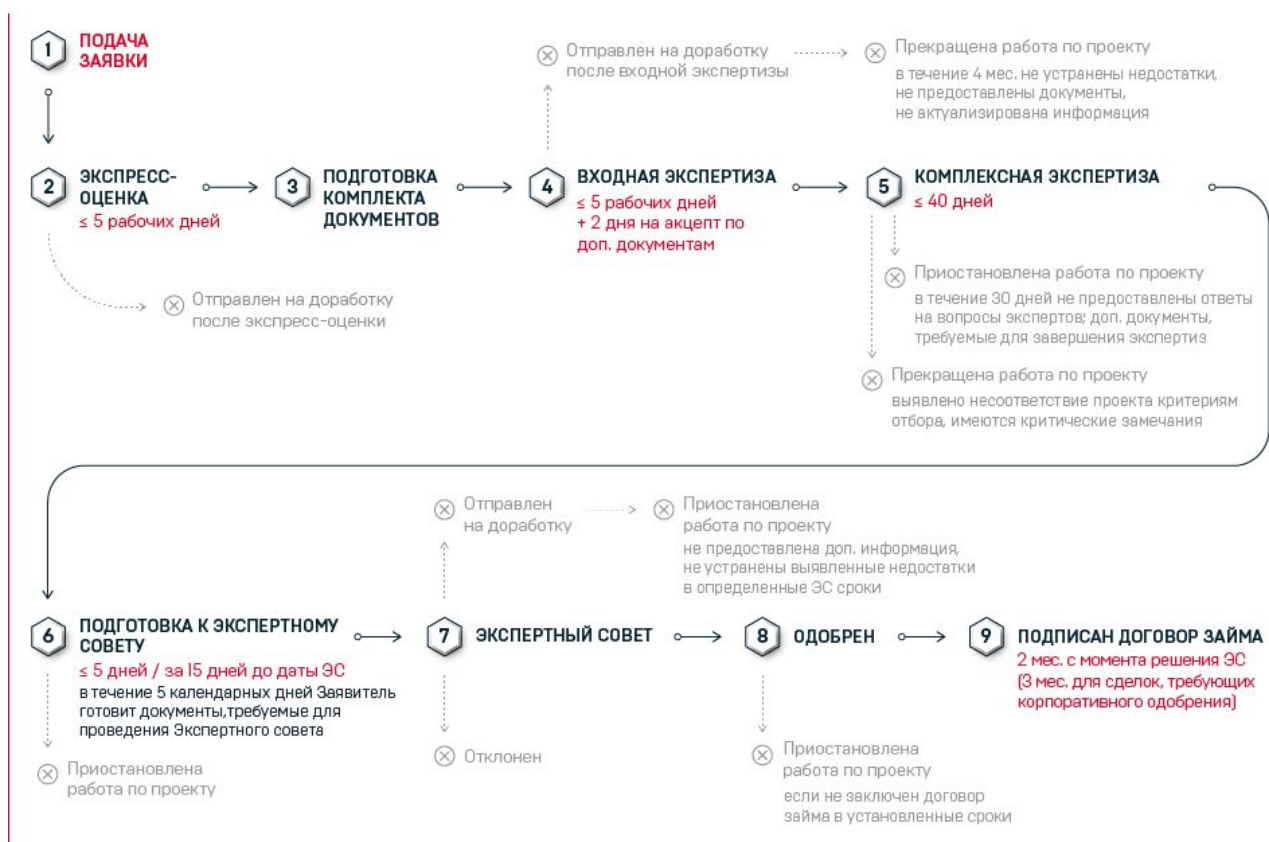 1
ПОДАЧА
ЗАЯВКИ
Отправлен на доработку
после входной экспертизы
Прекращена работа по проекту
в течение 4 мес. не устранены недостатки,
не предоставлены документы,
не актуализирована информация
2
ЭКСПРЕСС-
ОЦЕНКА
≤ 5 рабочих дней
3
ПОДГОТОВКА
КОМПЛЕКТА
ДОКУМЕНТОВ
4
ВХОДНАЯ ЭКСПЕРТИЗА
≤ 5 рабочих дней
+ 2 дня на акцепт по
доп. документам
5
КОМПЛЕКСНАЯ ЭКСПЕРТИЗА
≤ 40 дней
Отправлен на доработку
после экспресс-оценки
Приостановлена работа по проекту
в течение 30 дней не предоставлены ответы
на вопросы экспертов; доп. документы,
требуемые для завершения экспертиз
Прекращена работа по проекту
выявлено несоответствие проекта критериям
отбора, имеются критические замечания
Отправлен
на доработку
Приостановлена
работа по проекту
не предоставлена доп. информация,
не устранены выявленные недостатки
в определенные ЭС сроки
6
ПОДГОТОВКА К ЭКСПЕРТНОМУ
СОВЕТУ
≤ 5 дней / за 15 дней до даты ЭС
в течение 5 календарных дней Заявитель
готовит документы,требуемые для
проведения Экспертного совета
7
ЭКСПЕРТНЫЙ СОВЕТ
8
ОДОБРЕН
9
ПОДПИСАН ДОГОВОР ЗАЙМА
2 мес. с момента решения ЭС
(3 мес. для сделок, требующих
корпоративного одобрения)
Приостановлена
работа по проекту
Отклонен
Приостановлена
работа по проекту
если не заключен договор
займа в установленные сроки